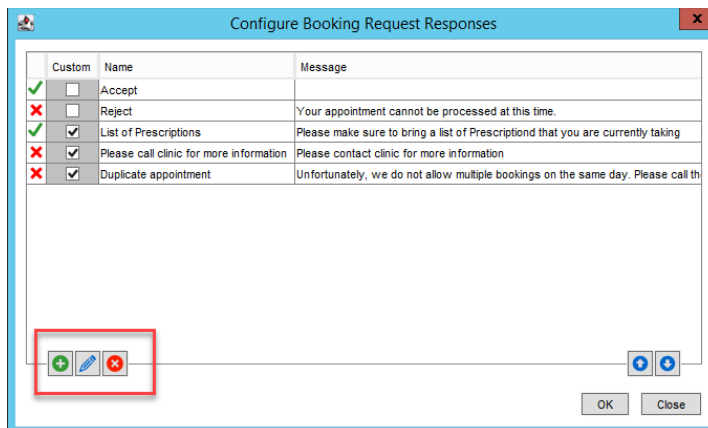 Configure Booking Request Responses
x
Custom Name Message
Accept
Reject Your appointment cannot be processed at this time.
List of Prescriptions Please make sure to bring a list of Prescriptiond that you are currently taking
Please call clinic for more information Please contact clinic for more information
Duplicate appointment Unfortunately, we do not allow multiple bookings on the same day. Please call th
OK Close